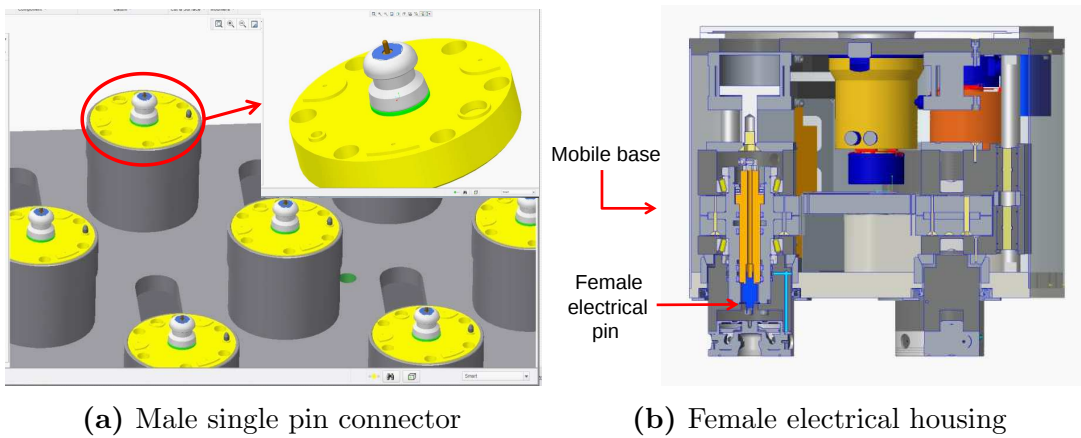 Smart
Mobile base
Female
electrical
pin
(a) Male single pin connector
(b) Female electrical housing